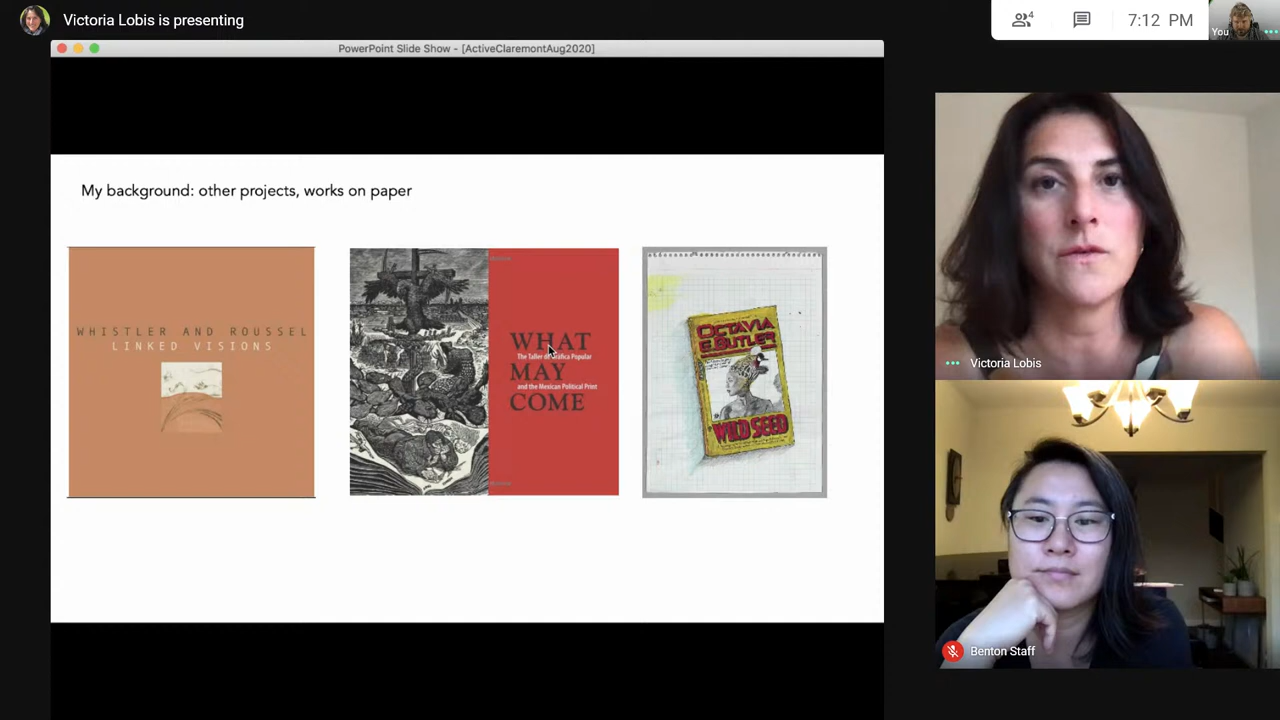 Victoria Lobis is presenting
4
7:12 PM
You
PowerPoint Slide Show - [ActiveClaremontAug2020]
My background: other projects, works on paper
WHISTLER AND ROUSSEL
LINKED VISIONS
WHAT
The Taller de Gráfica Popular
MAY
and the Mexican Political Print
COME
OCTAVIA
E. BUTLER
WILD SEED
Victoria Lobis
Benton Staff